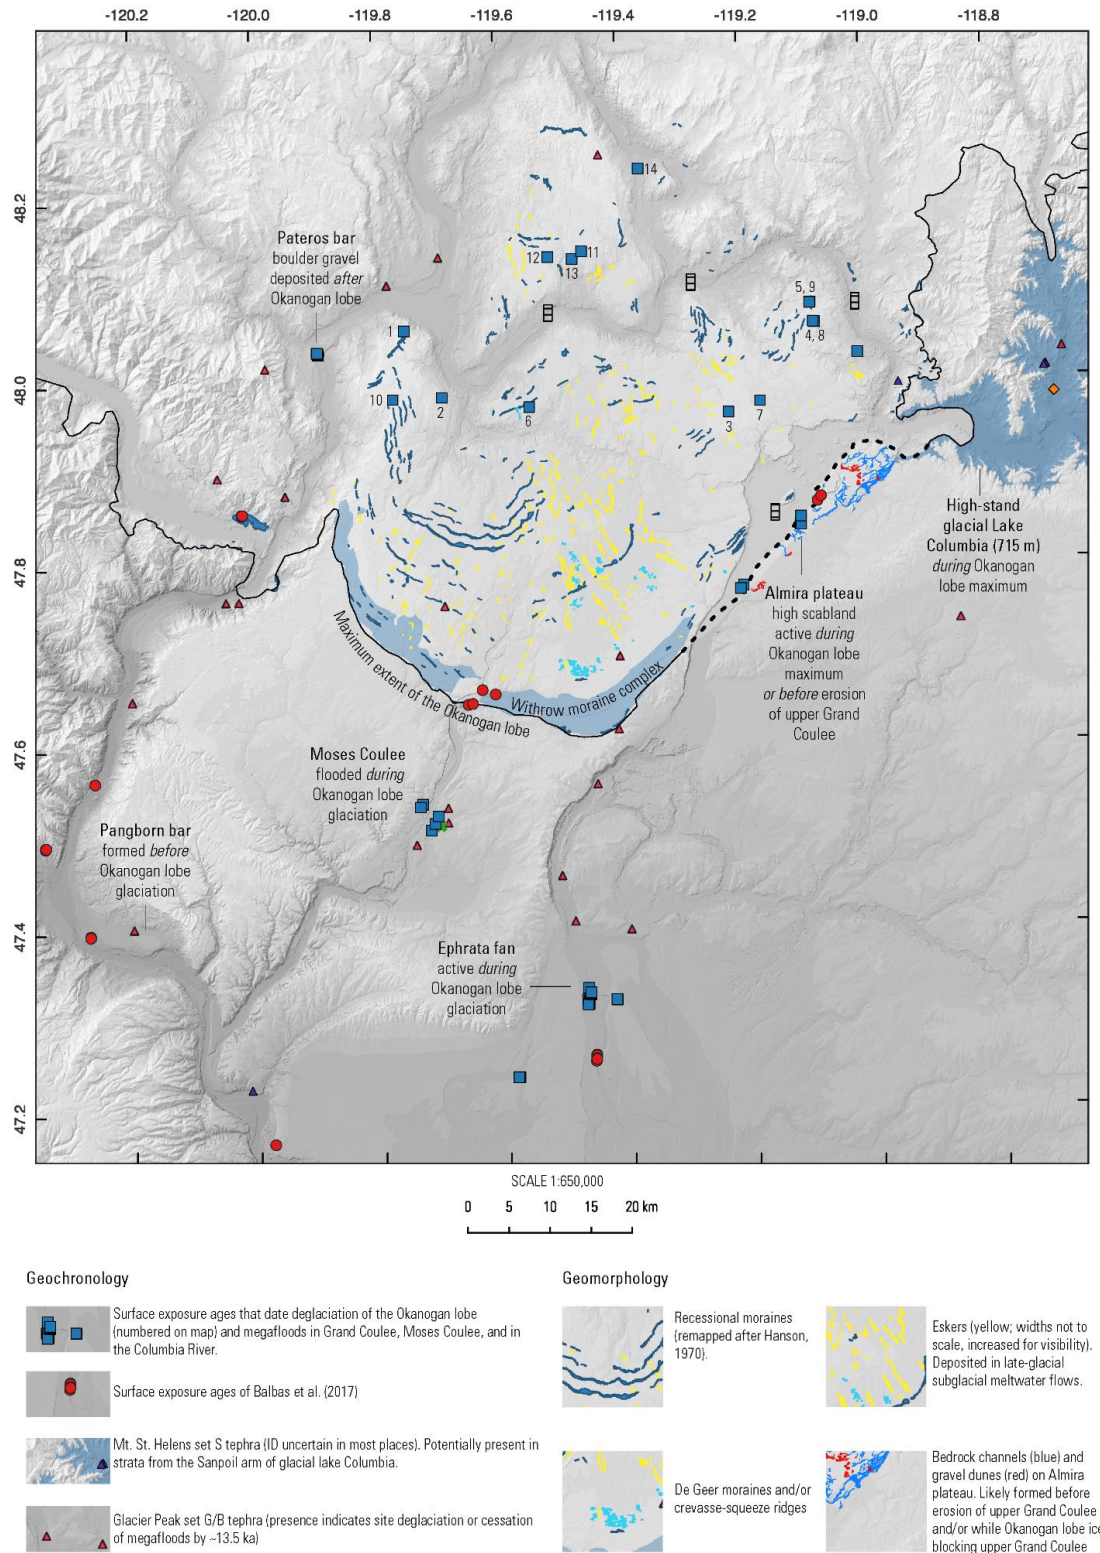 -120.2 -120.0 -119.8 -119.6 -119.4 -119.2 -119.0 -118.8
48.2
48.0
47.8
47.6
47.4
47.2
14
Pateros bar
boulder gravel
deposited after
Okanogan lobe
12
11
13
5, 9
4, 8
1
10
2
6
3
7
High-stand
glacial Lake
Columbia (715 m)
during Okanogan
lobe maximum
Almira plateau
high scabland
active during
Okanogan lobe
maximum
or before erosion
of upper Grand
Coulee
Maximum extent of the Okanogan lobe
Withrow moraine complex
Moses Coulee
flooded during
Okanogan lobe
glaciation
Pangborn bar
formed before
Okanogan lobe
glaciation
Ephrata fan
active during
Okanogan lobe
glaciation
SCALE 1:650,000
0 5 10 15 20 km
Geochronology
Surface exposure ages that date deglaciation of the Okanogan lobe
(numbered on map) and megafloods in Grand Coulee, Moses Coulee, and in
the Columbia River.
Surface exposure ages of Balbas et al. (2017)
Mt. St. Helens set S tephra (ID uncertain in most places). Potentially present in
strata from the Sanpoil arm of glacial lake Columbia.
Glacier Peak set G/B tephra (presence indicates site deglaciation or cessation
of megafloods by ~13.5 ka)
Geomorphology
Recessional moraines
(remapped after Hanson,
1970).
Eskers (yellow; widths not to
scale, increased for visibility).
Deposited in late-glacial
subglacial meltwater flows.
De Geer moraines and/or
crevasse-squeeze ridges
Bedrock channels (blue) and
gravel dunes (red) on Almira
plateau. Likely formed before
erosion of upper Grand Coulee
and/or while Okanogan lobe ice
blocking upper Grand Coulee